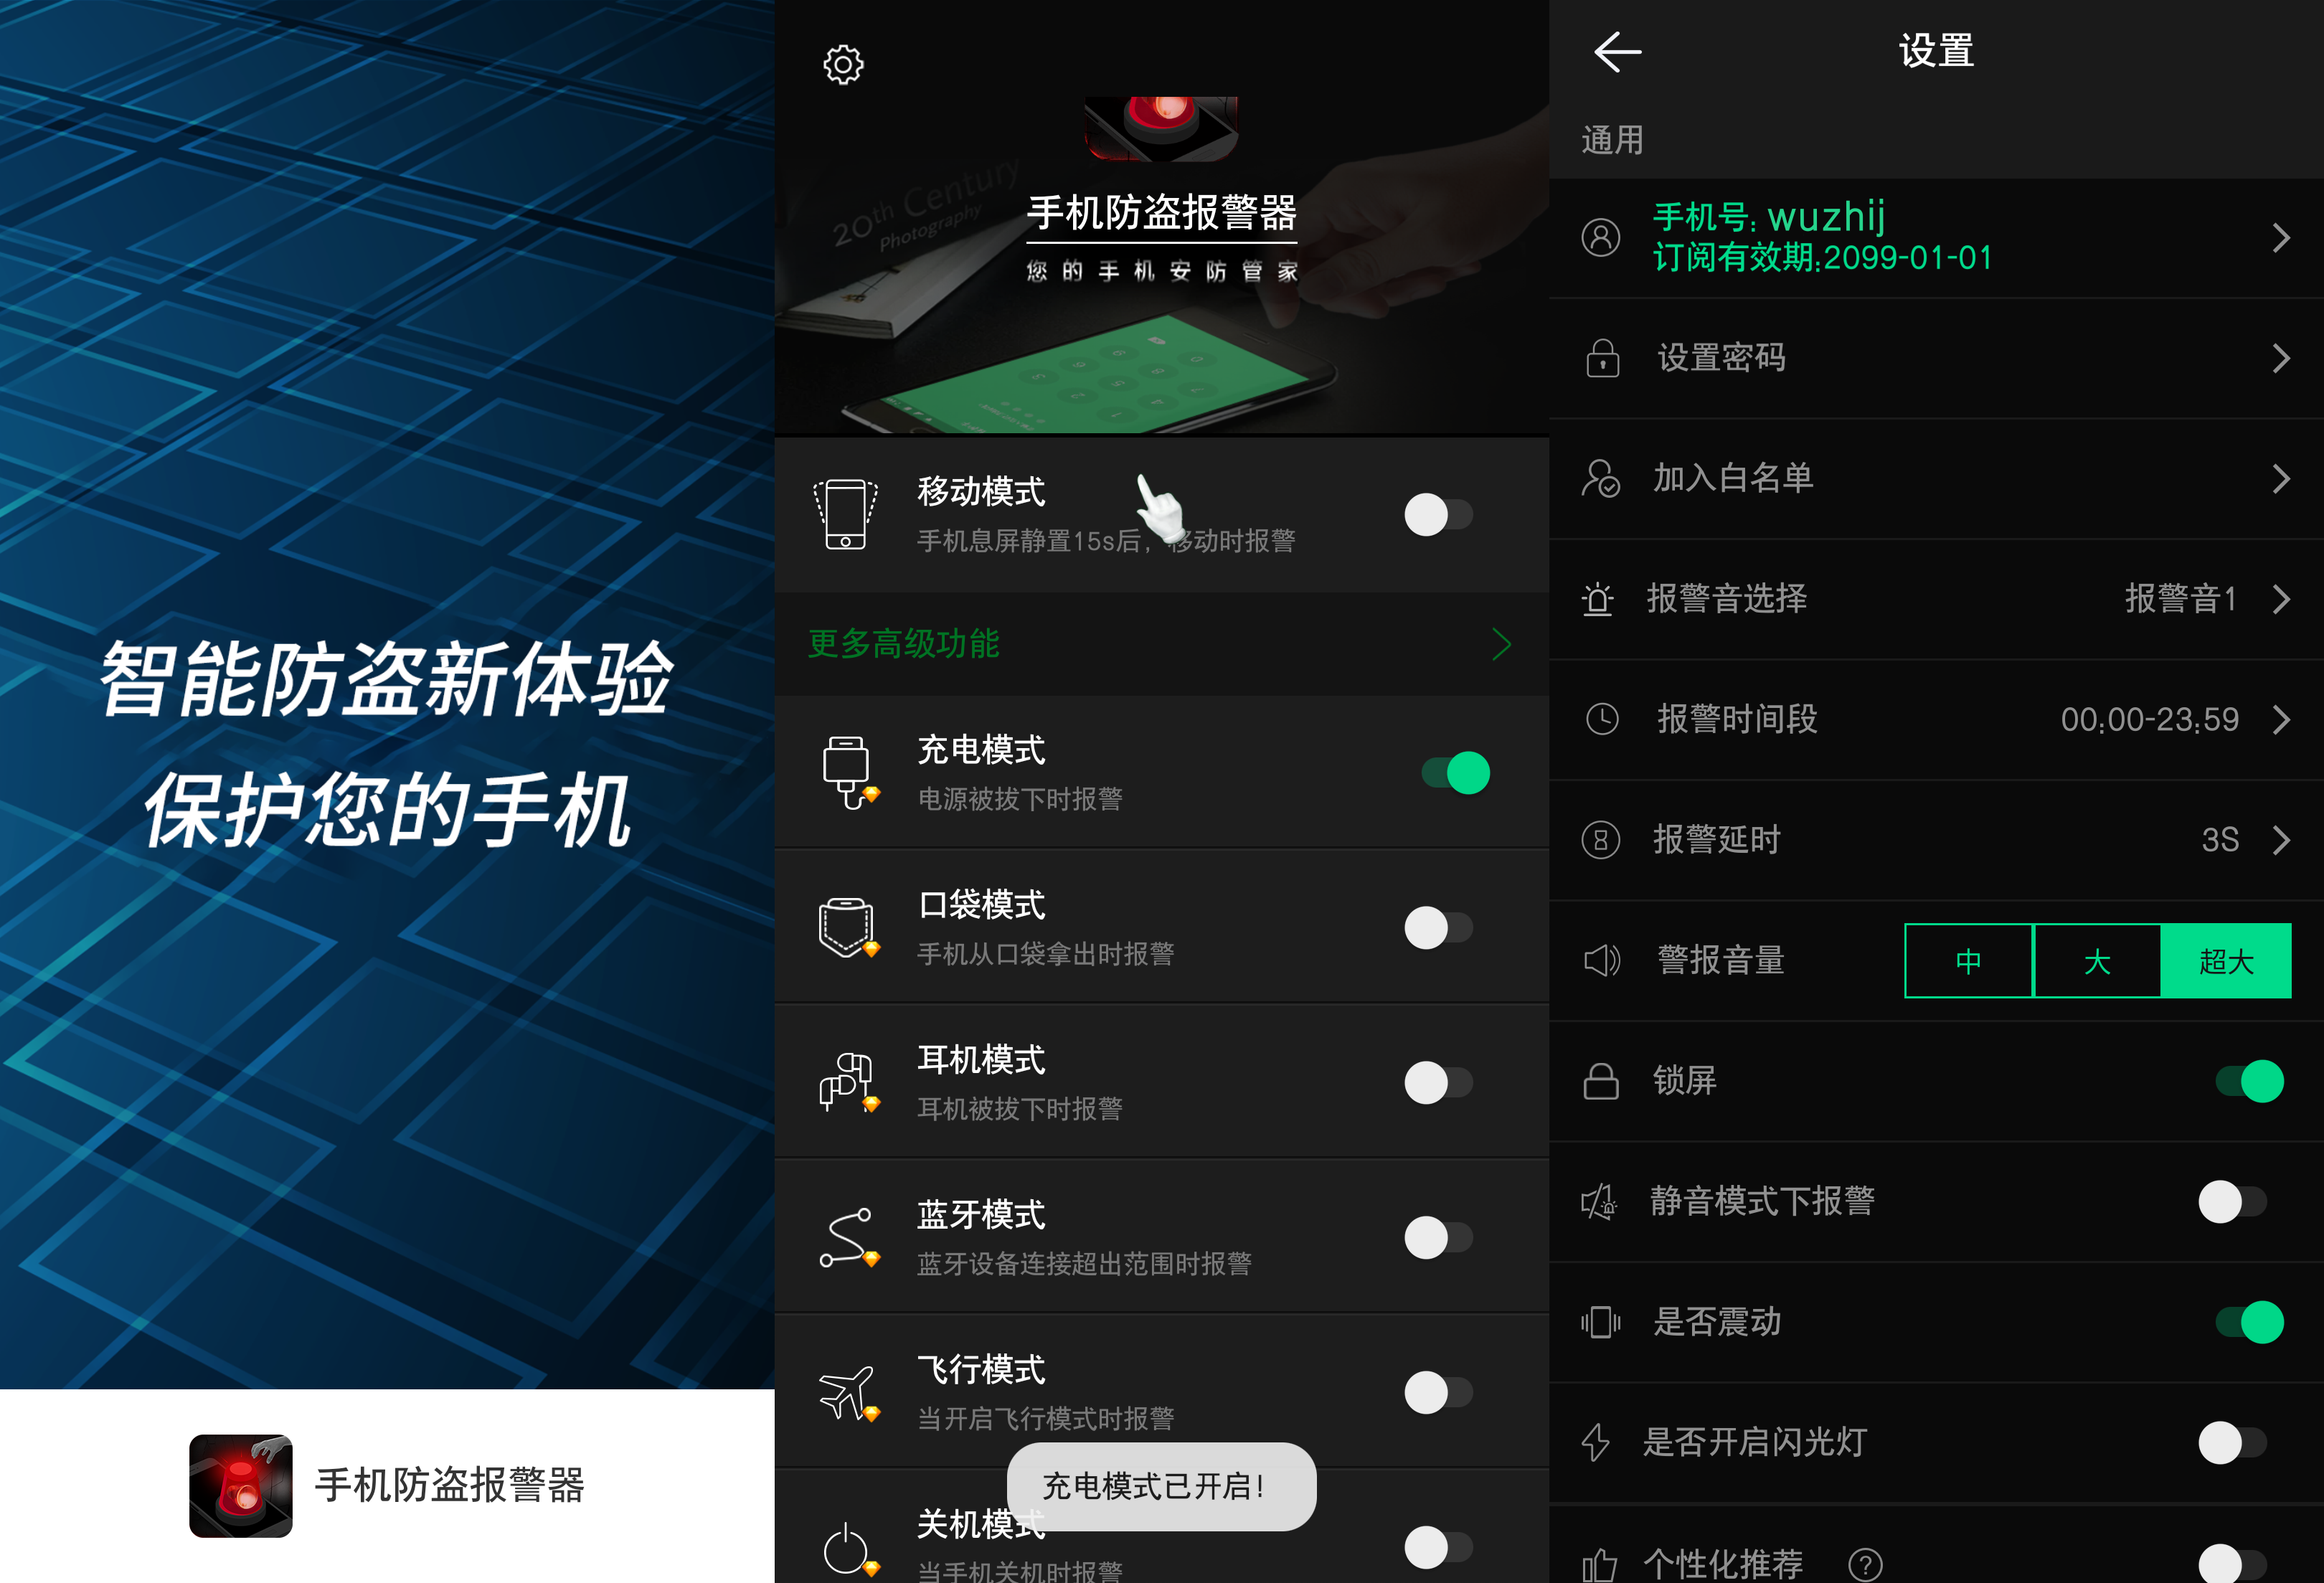 智能防盗新体验
保护您的手机
手机防盗报警器
20th Century
Photography
手机防盗报警器
您的手机安防管家
移动模式
手机息屏静置15s后，移动时报警
更多高级功能
充电模式
电源被拔下时报警
口袋模式
手机从口袋拿出时报警
耳机模式
耳机被拔下时报警
蓝牙模式
蓝牙设备连接超出范围时报警
飞行模式
当开启飞行模式时报警
充电模式已开启!
关机模式
当手机关机时报警
设置
通用
手机号: wuzhij
订阅有效期:2099-01-01
设置密码
加入白名单
报警音选择 报警音1
报警时间段 00:00-23:59
报警延时 3S
警报音量 中 大 超大
锁屏
静音模式下报警
是否震动
是否开启闪光灯
个性化推荐 ?